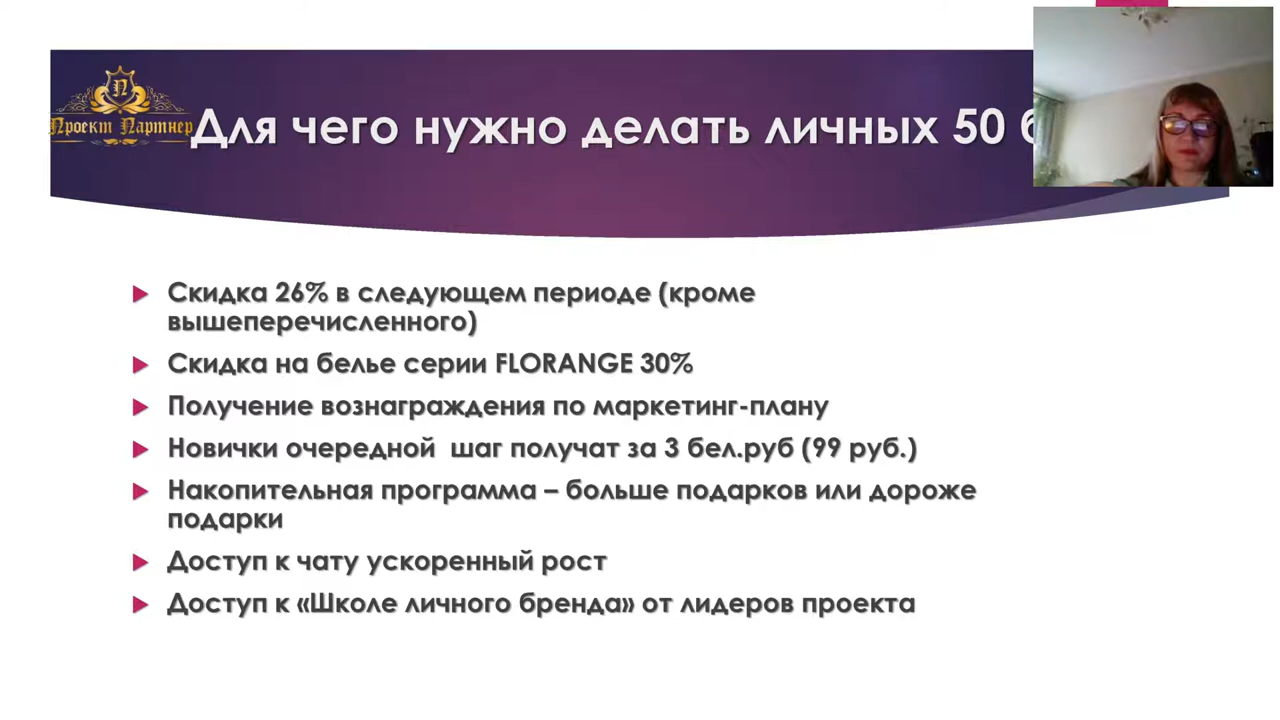 П
Проект Партнер
Для чего нужно делать личных 50
Скидка 26% в следующем периоде (кроме
вышеперечисленного)
Скидка на белье серии FLORANGE 30%
Получение вознаграждения по маркетинг-плану
Новички очередной шаг получат за 3 бел.руб (99 руб.)
Накопительная программа – больше подарков или дороже
подарки
Доступ к чату ускоренный рост
Доступ к «Школе личного бренда» от лидеров проекта